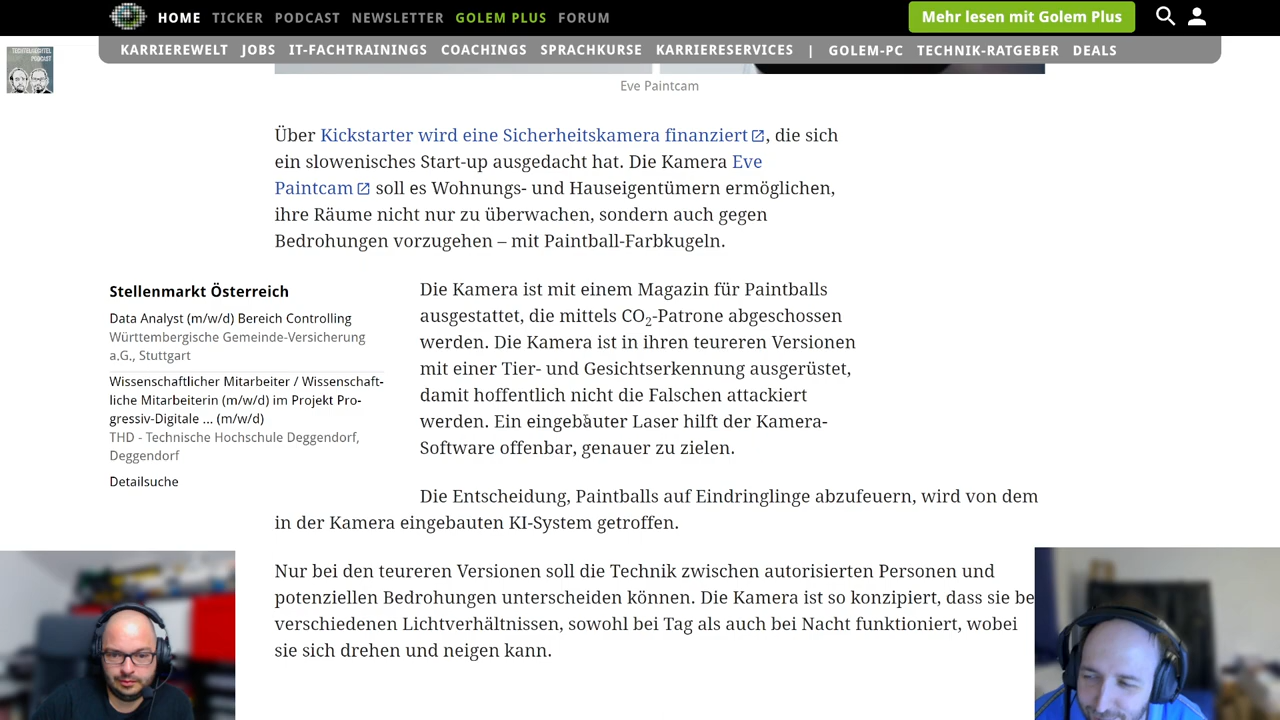 HOME TICKER PODCAST NEWSLETTER GOLEM PLUS FORUM
Mehr lesen mit Golem Plus
KARRIEREWELT JOBS IT-FACHTRAININGS COACHINGS SPRACHKURSE KARRIERESERVICES | GOLEM-PC TECHNIK-RATGEBER DEALS
TECHTELMECHTEL
PODCAST
Eve Paintcam
Über Kickstarter wird eine Sicherheitskamera finanziert, die sich
ein slowenisches Start-up ausgedacht hat. Die Kamera Eve
Paintcam soll es Wohnungs- und Hauseigentümern ermöglichen,
ihre Räume nicht nur zu überwachen, sondern auch gegen
Bedrohungen vorzugehen – mit Paintball-Farbkugeln.
Stellenmarkt Österreich
Data Analyst (m/w/d) Bereich Controlling
Württembergische Gemeinde-Versicherung
a.G., Stuttgart
Wissenschaftlicher Mitarbeiter / Wissenschaft-
liche Mitarbeiterin (m/w/d) im Projekt Pro-
gressiv-Digitale ... (m/w/d)
THD - Technische Hochschule Deggendorf,
Deggendorf
Detailsuche
Die Kamera ist mit einem Magazin für Paintballs
ausgestattet, die mittels CO₂-Patrone abgeschossen
werden. Die Kamera ist in ihren teureren Versionen
mit einer Tier- und Gesichtserkennung ausgerüstet,
damit hoffentlich nicht die Falschen attackiert
werden. Ein eingebauter Laser hilft der Kamera-
Software offenbar, genauer zu zielen.
Die Entscheidung, Paintballs auf Eindringlinge abzufeuern, wird von dem
in der Kamera eingebauten KI-System getroffen.
Nur bei den teureren Versionen soll die Technik zwischen autorisierten Personen und
potenziellen Bedrohungen unterscheiden können. Die Kamera ist so konzipiert, dass sie be
verschiedenen Lichtverhältnissen, sowohl bei Tag als auch bei Nacht funktioniert, wobei
sie sich drehen und neigen kann.